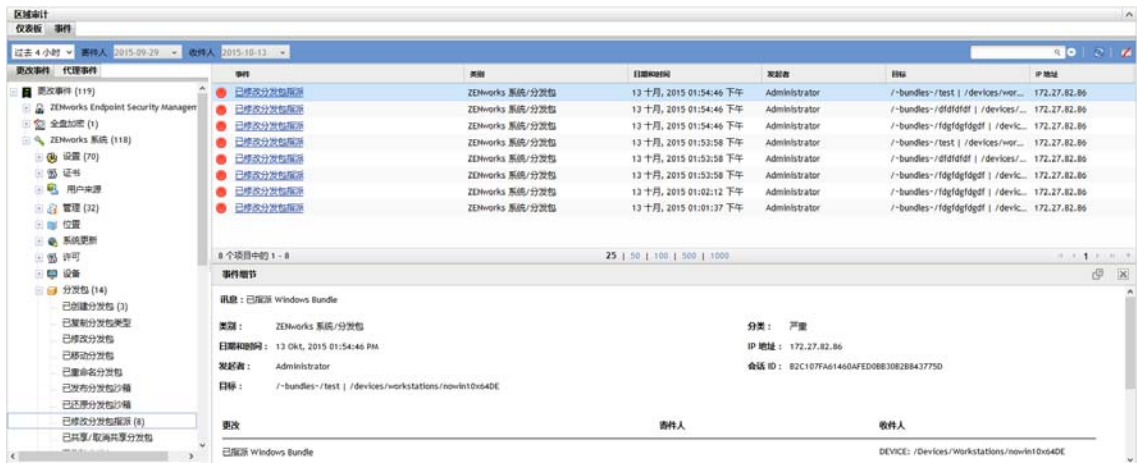 区域审计
仪表板 事件
过去 4 小时 寄件人 2015-09-29 收件人 2015-10-13
更改事件 代理事件
更改事件 (119)
ZENworks Endpoint Security Managem
全盘加密 (1)
ZENworks 系统 (118)
设置 (70)
证书
用户来源
管理 (32)
位置
系统更新
许可
设备
分发包 (14)
已创建分发包 (3)
已复制分发包类型
已修改分发包
已移动分发包
已重命名分发包
已发布分发包沙箱
已还原分发包沙箱
已修改分发包指派 (8)
已共享/取消共享分发包
事件 类别 日期和时间 发起者 目标 IP 地址
已修改分发包指派 ZENworks 系统/分发包 13 十月, 2015 01:54:46 下午 Administrator /~bundles~/test | /devices/wor... 172.27.82.86
已修改分发包指派 ZENworks 系统/分发包 13 十月, 2015 01:54:46 下午 Administrator /~bundles~/dfdfdfdf | /devices/... 172.27.82.86
已修改分发包指派 ZENworks 系统/分发包 13 十月, 2015 01:54:46 下午 Administrator /~bundles~/fdgfdgfdgdf | /devic... 172.27.82.86
已修改分发包指派 ZENworks 系统/分发包 13 十月, 2015 01:53:58 下午 Administrator /~bundles~/test | /devices/wor... 172.27.82.86
已修改分发包指派 ZENworks 系统/分发包 13 十月, 2015 01:53:58 下午 Administrator /~bundles~/dfdfdfdf | /devices/... 172.27.82.86
已修改分发包指派 ZENworks 系统/分发包 13 十月, 2015 01:53:58 下午 Administrator /~bundles~/fdgfdgfdgdf | /devic... 172.27.82.86
已修改分发包指派 ZENworks 系统/分发包 13 十月, 2015 01:02:12 下午 Administrator /~bundles~/fdgfdgfdgdf | /devic... 172.27.82.86
已修改分发包指派 ZENworks 系统/分发包 13 十月, 2015 01:01:37 下午 Administrator /~bundles~/fdgfdgfdgdf | /devic... 172.27.82.86
8 个项目中的 1 - 8 25 | 50 | 100 | 500 | 1000 1
事件细节
讯息：已指派 Windows Bundle
类别： ZENworks 系统/分发包 分类： 严重
日期和时间： 13 Okt, 2015 01:54:46 PM IP 地址： 172.27.82.86
发起者： Administrator 会话 ID： B2C107FA61460AFED0BB30B2B843775D
目标： /~bundles~/test | /devices/workstations/nowin10x64DE
更改 寄件人 收件人
已指派 Windows Bundle DEVICE: /Devices/Workstations/nowin10x64DE